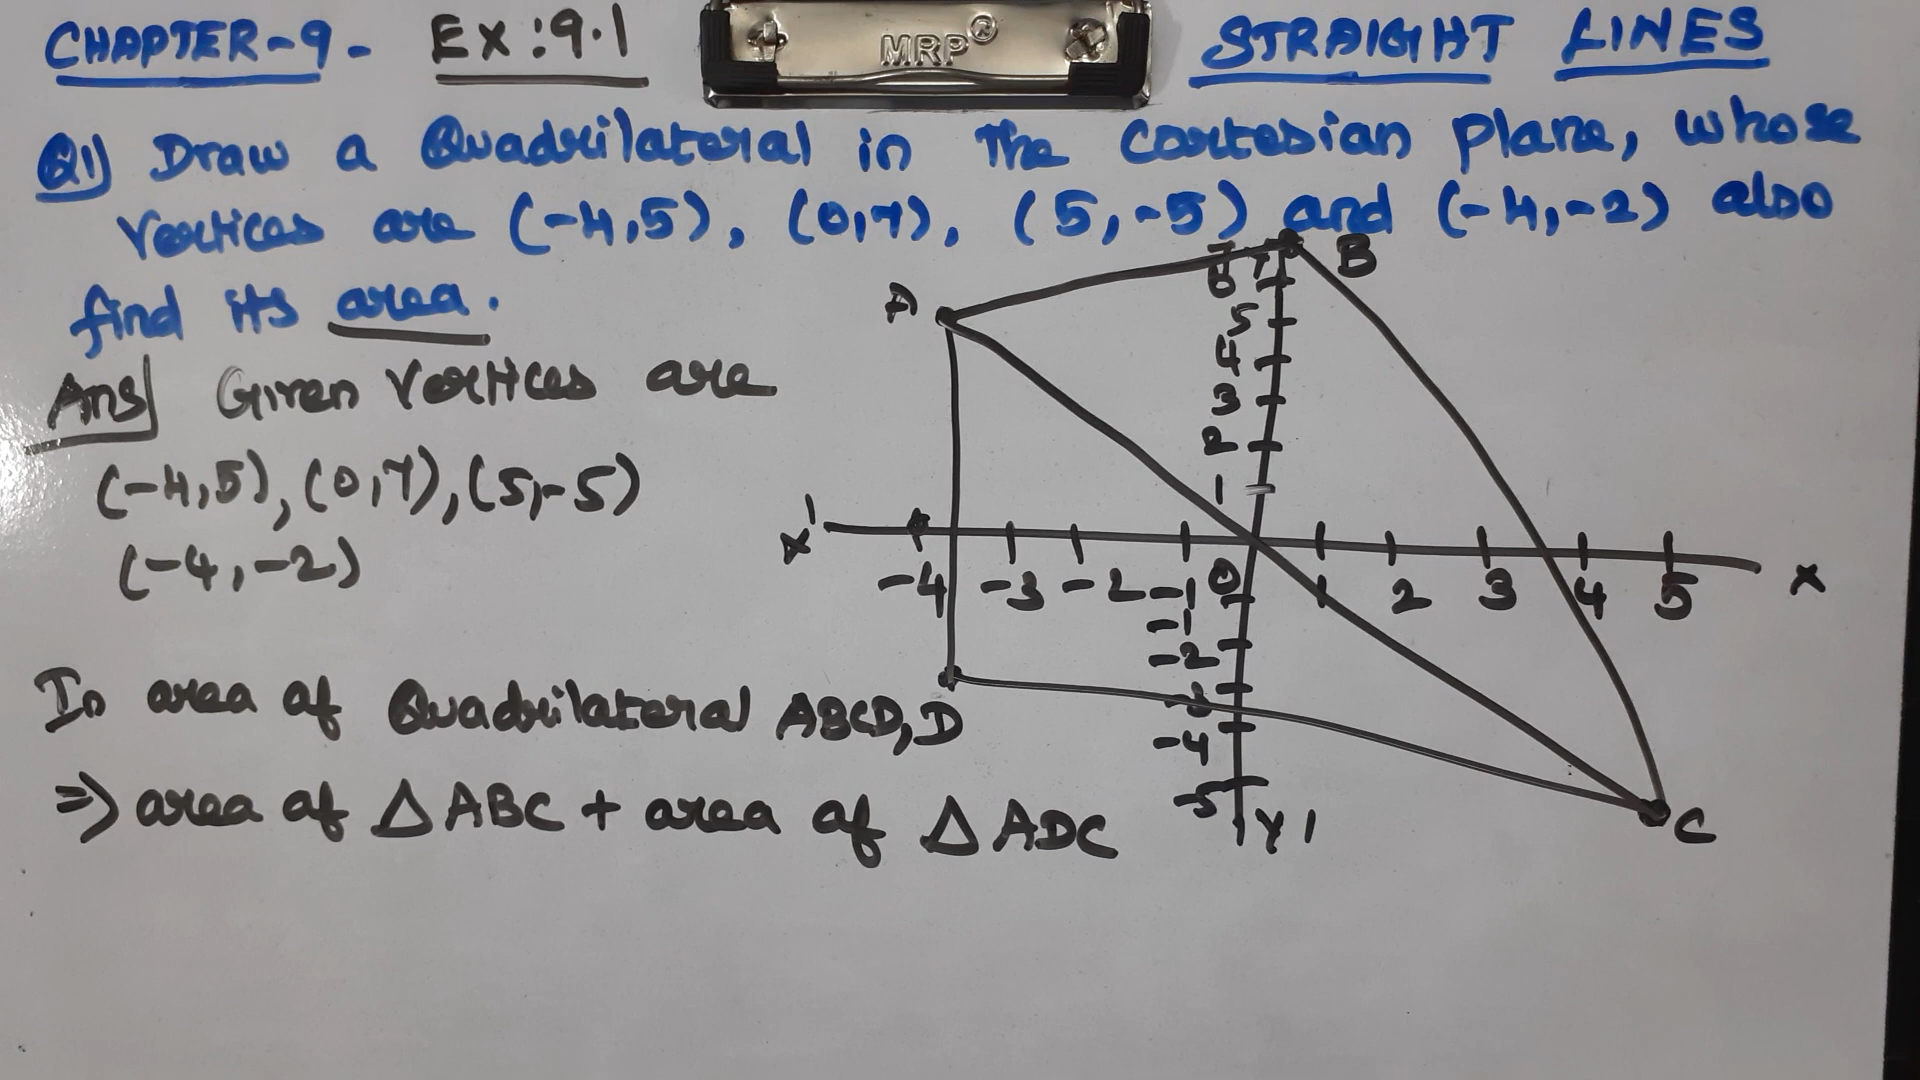 CHAPTER-9- EX:9.1 MRP® STRAIGHT LINES
Q1) Draw a Quadrilateral in the Cartesian plane, whose
Vertices are (-4,5), (0,7), (5,-5) and (-4,-2) also
find its area.
Ans) Given Vertices are
(-4,5), (0,7), (5,-5)
(-4,-2)
In area of Quadrilateral ABCD,
⇒ area of △ABC + area of △ADC
A
B
7
6
5
4
3
2
1
X'
-4 -3 -2 -1 0 1 2 3 4 5 X
-1
-2
-3
-4
-5
D
C
Y'